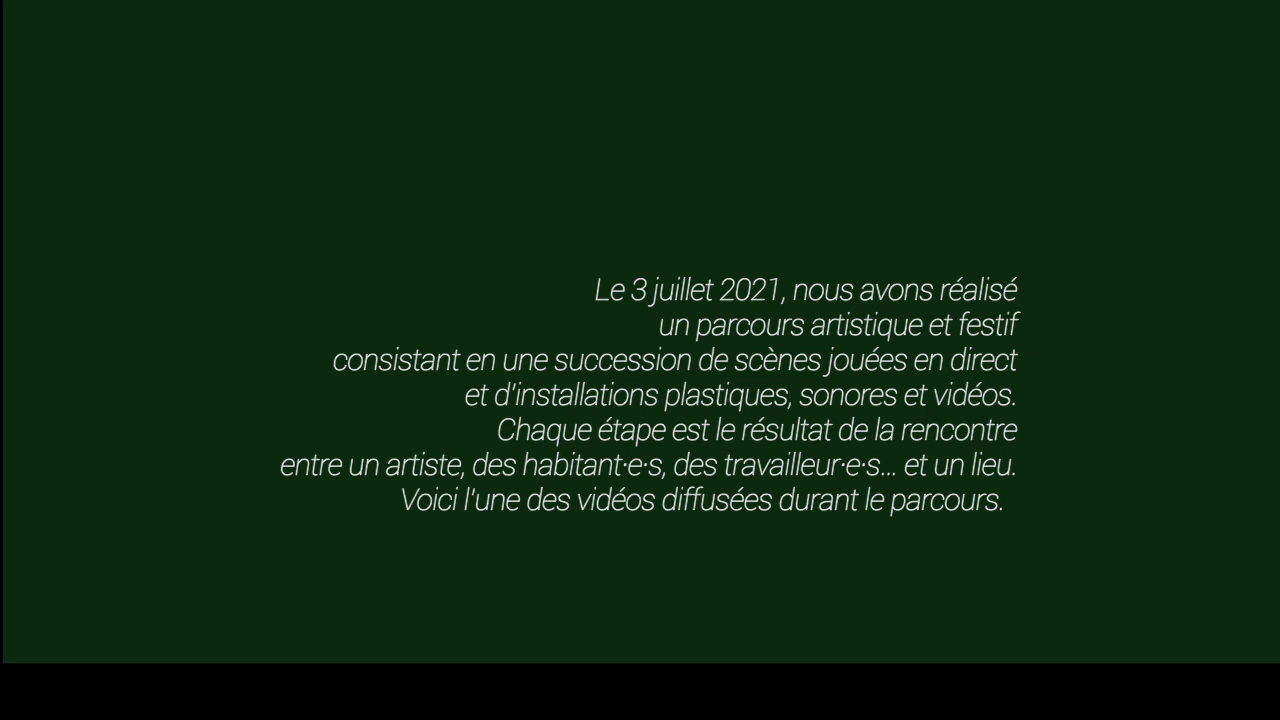 Le 3 juillet 2021, nous avons réalisé
un parcours artistique et festif
consistant en une succession de scènes jouées en direct
et d'installations plastiques, sonores et vidéos.
Chaque étape est le résultat de la rencontre
entre un artiste, des habitant·e·s, des travailleur·e·s... et un lieu.
Voici l'une des vidéos diffusées durant le parcours.